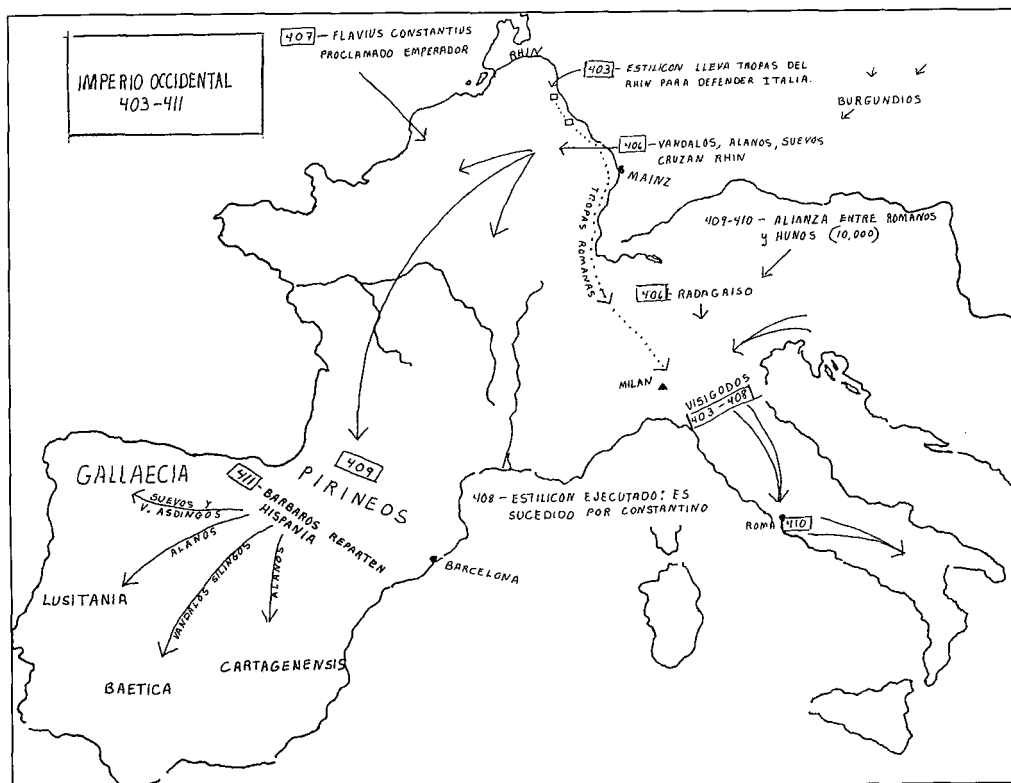 IMPERIO OCCIDENTAL
403-411
407 - FLAVIUS CONSTANTIUS
PROCLAMADO EMPERADOR
RHIN
403 - ESTILICON LLEVA TROPAS DEL
RHIN PARA DEFENDER ITALIA.
BURGUNDIOS
406 - VANDALOS, ALANOS, SUEVOS
CRUZAN RHIN
MAINZ
TROPAS ROMANAS
409-410 - ALIANZA ENTRE ROMANOS
y HUNOS (10,000)
406 - RADAGAISO
MILAN
VISIGODOS
403-408
409
PIRINEOS
GALLAECIA
411 - BARBAROS REPARTEN
HISPANIA
SUEVOS Y
V. ASDINGOS
ALANOS
VANDALOS SILINGOS
ALANOS
408 - ESTILICON EJECUTADO: ES
SUCEDIDO POR CONSTANTINO
ROMA 410
BARCELONA
LUSITANIA
CARTAGENENSIS
BAETICA